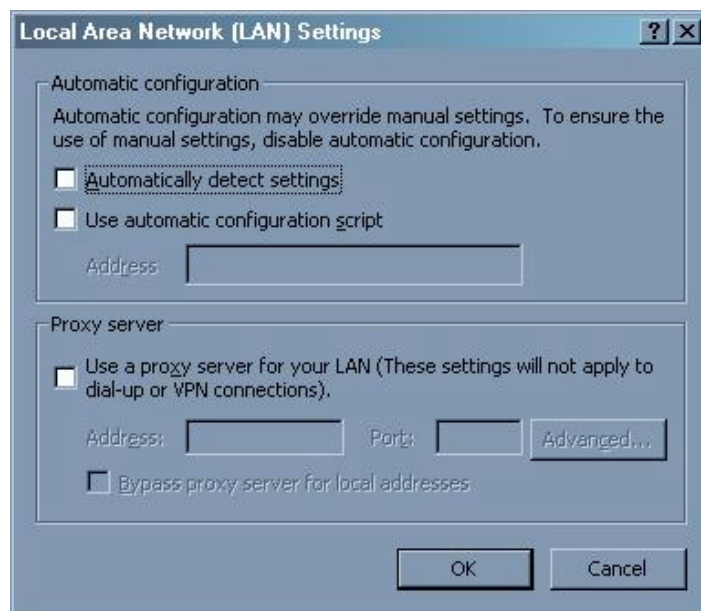 Local Area Network (LAN) Settings
Automatic configuration
Automatic configuration may override manual settings. To ensure the
use of manual settings, disable automatic configuration.
Automatically detect settings
Use automatic configuration script
Address
Proxy server
Use a proxy server for your LAN (These settings will not apply to
dial-up or VPN connections).
Address: Port: Advanced...
Bypass proxy server for local addresses
OK Cancel